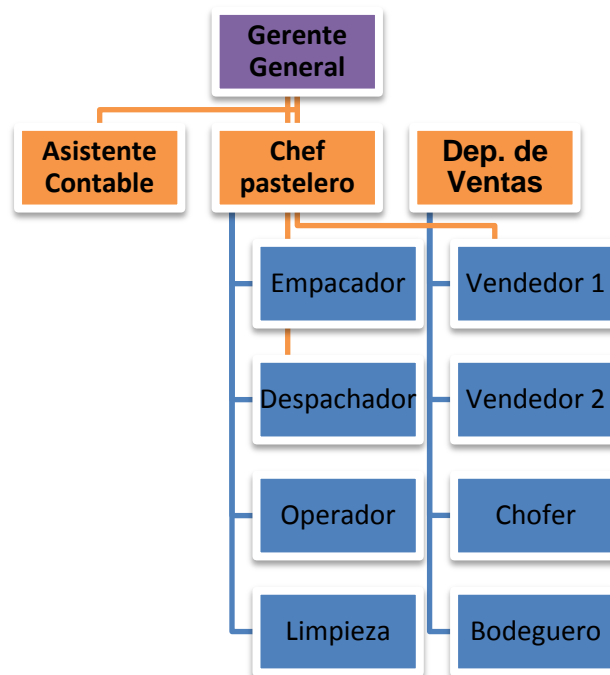 Gerente
General
Asistente
Contable
Chef
pastelero
Dep. de
Ventas
Empacador
Despachador
Operador
Limpieza
Vendedor 1
Vendedor 2
Chofer
Bodeguero